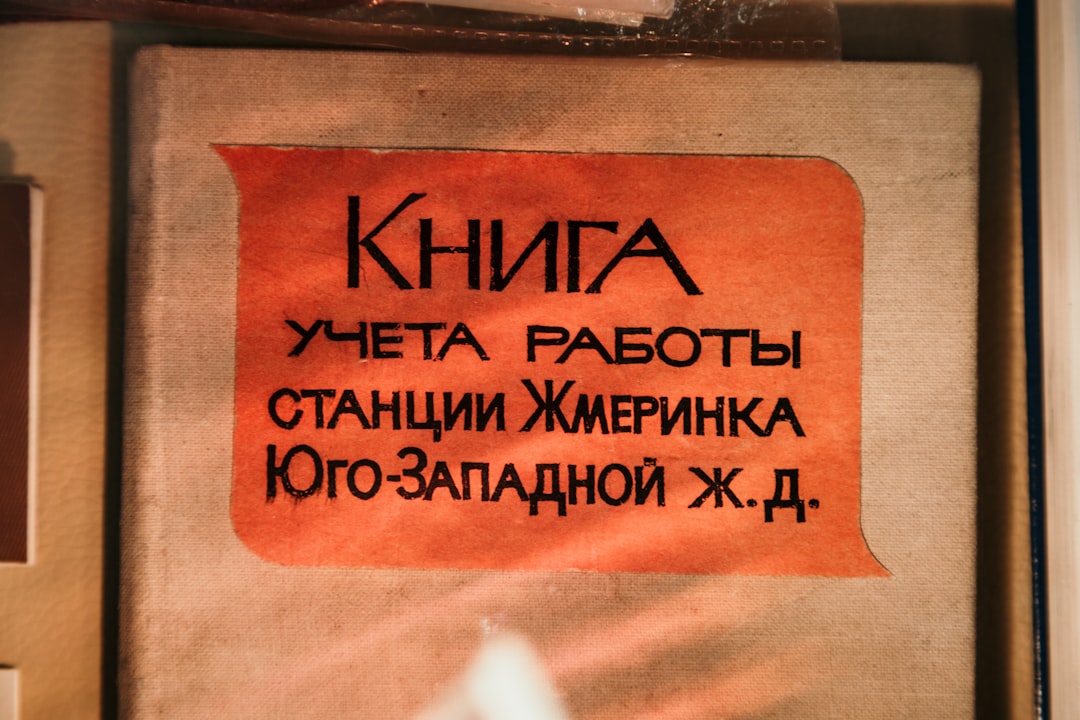 Книга
учета работы
станции Жмеринка
Юго-Западной ж.д.